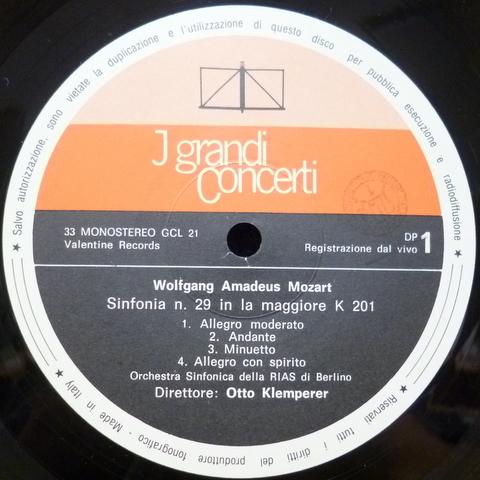 ★ Salvo autorizzazione, sono vietate la duplicazione e l'utilizzazione di questo disco per pubblica esecuzione e radiodiffusione ★
J grandi
concerti
33 MONOSTEREO GCL 21
Valentine Records
DP 1
Registrazione dal vivo
Wolfgang Amadeus Mozart
Sinfonia n. 29 in la maggiore K 201
1. Allegro moderato
2. Andante
3. Minuetto
4. Allegro con spirito
Orchestra Sinfonica della RIAS di Berlino
Direttore: Otto Klemperer
★ Riservati tutti i diritti del produttore fonografico - Made in Italy ★